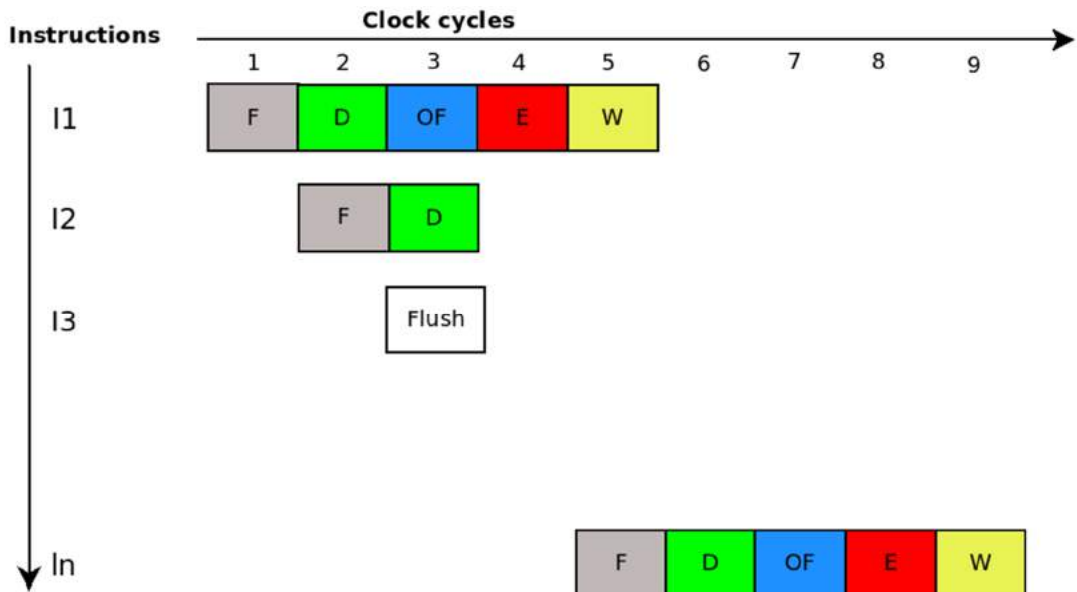 Clock cycles
Instructions
1 2 3 4 5 6 7 8 9
I1 F D OF E W
I2 F D
I3 Flush
In F D OF E W